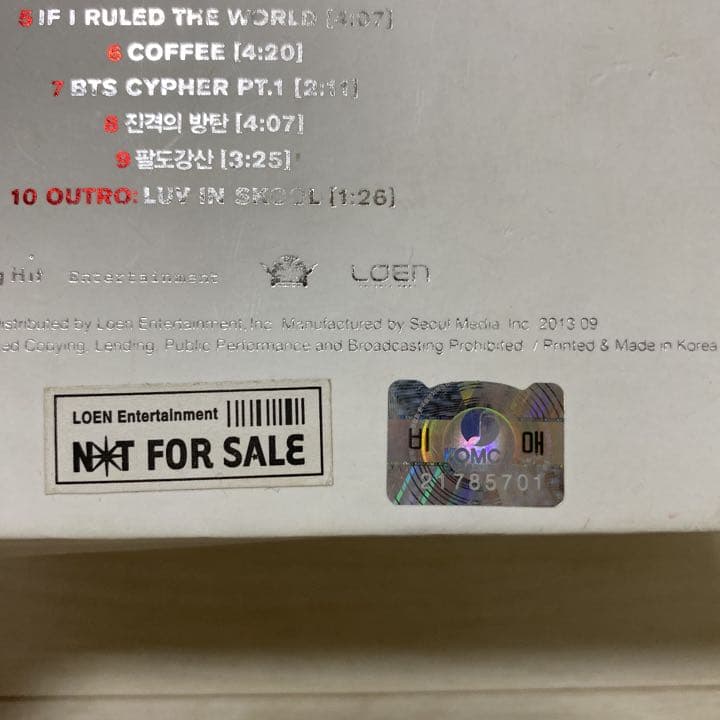 5 IF I RULED THE WORLD [4:07]
6 COFFEE [4:20]
7 BTS CYPHER PT.1 [2:11]
8 진격의 방탄 [4:07]
9 팔도강산 [3:25]
10 OUTRO: LUV IN SKOOL [1:26]
g Hit Entertainment LOEN
istributed by Loen Entertainment, Inc. Manufactured by Seoul Media, Inc. 2013.09
ed Copying, Lending, Public Performance and Broadcasting Prohibited. / Printed & Made in Korea
LOEN Entertainment
NOT FOR SALE
비 매
KOMCA
21785701